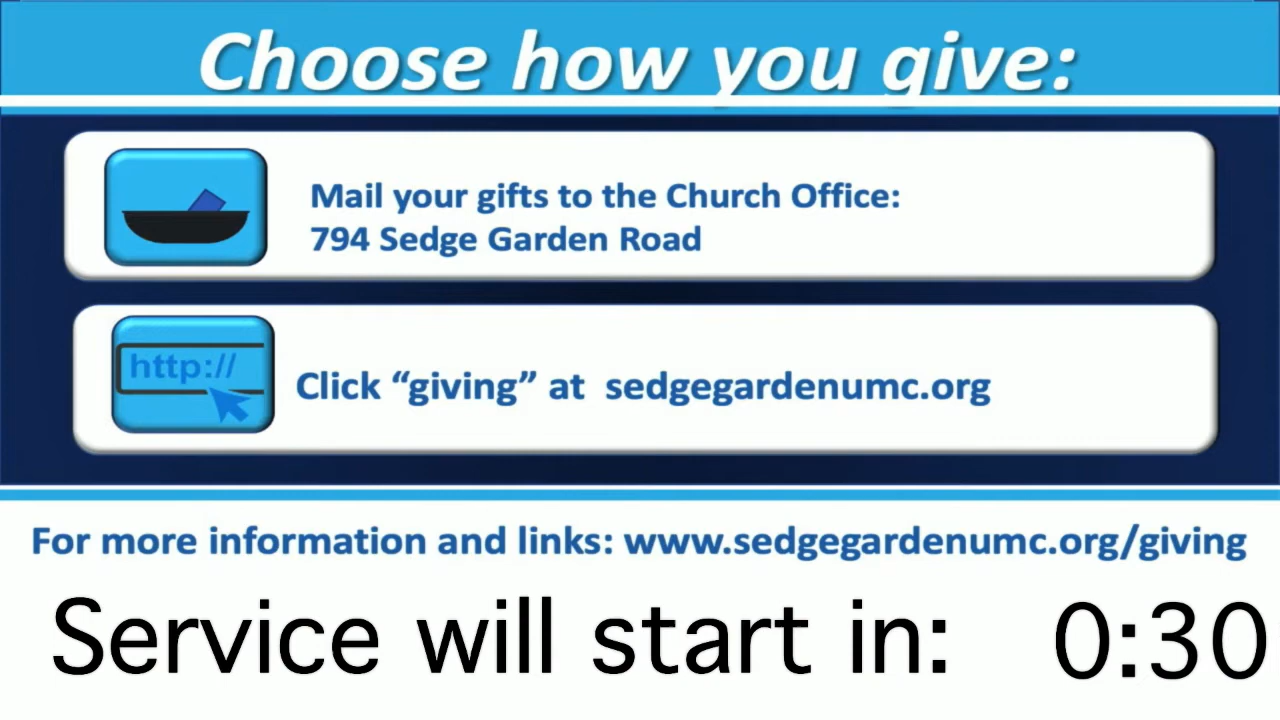 Choose how you give:
Mail your gifts to the Church Office:
794 Sedge Garden Road
http://
Click “giving” at sedgegardenumc.org
For more information and links: www.sedgegardenumc.org/giving
Service will start in: 0:30